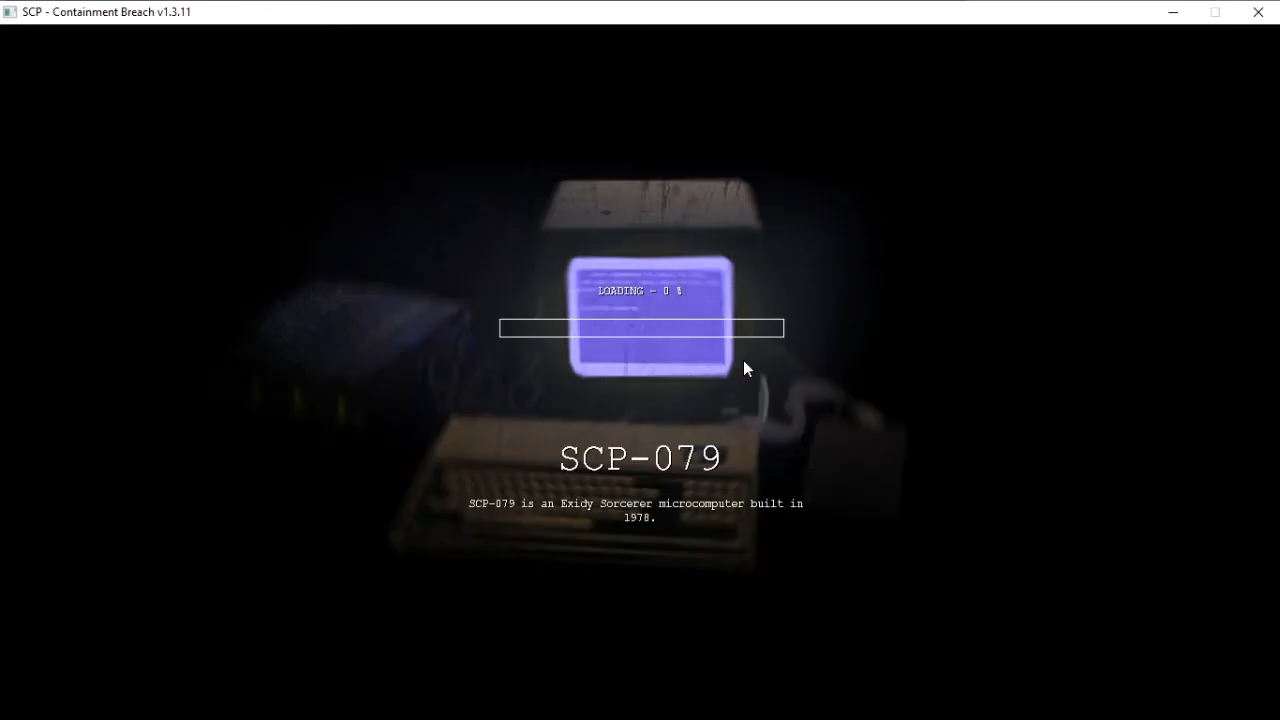 SCP - Containment Breach v1.3.11
LOADING - 0 %
SCP-079
SCP-079 is an Exidy Sorcerer microcomputer built in
1978.